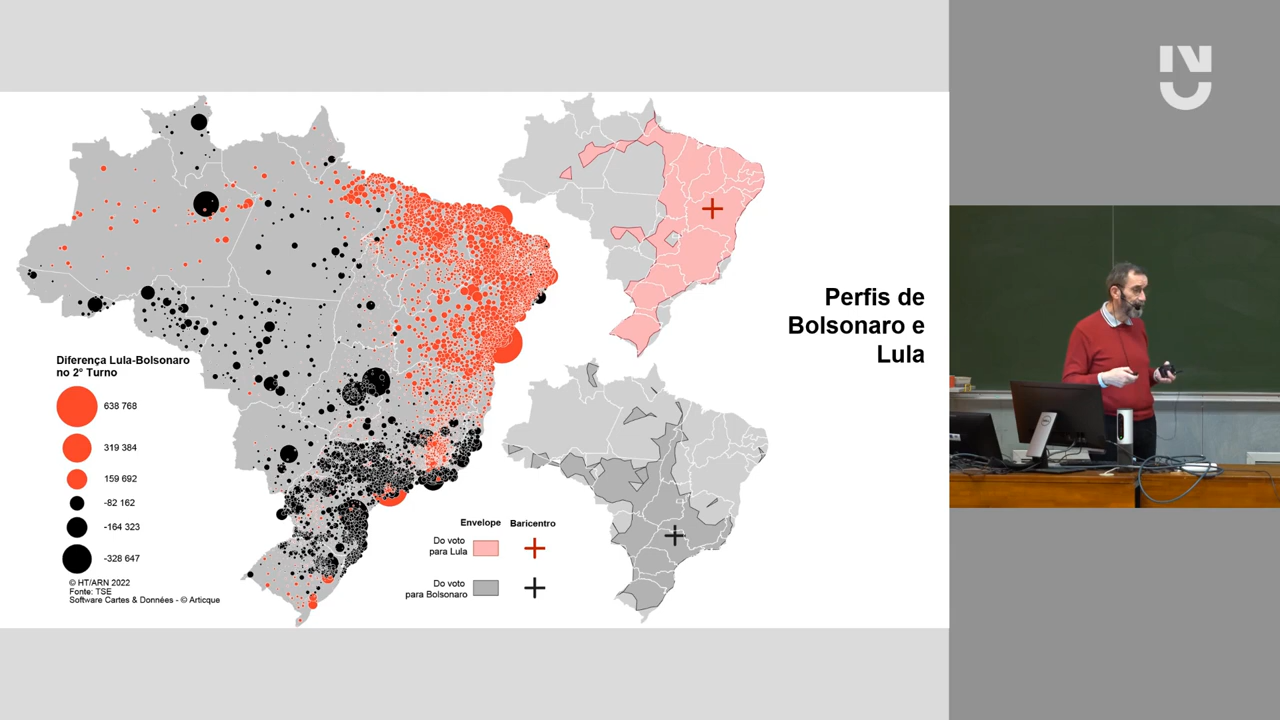 Perfis de
Bolsonaro e
Lula
Diferença Lula-Bolsonaro
no 2° Turno
638 768
319 384
159 692
-82 162
-164 323
-328 647
© HT/ARN 2022
Fonte: TSE
Software Cartes & Données - © Articque
Envelope Baricentro
Do voto
para Lula
Do voto
para Bolsonaro